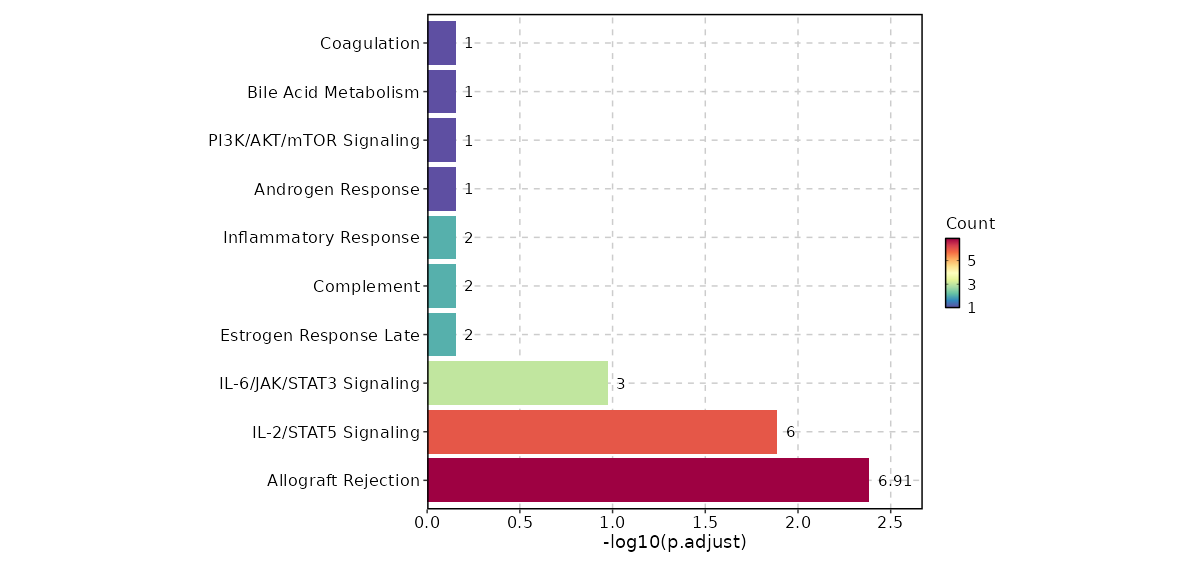 Coagulation 1
Bile Acid Metabolism 1
PI3K/AKT/mTOR Signaling 1
Androgen Response 1
Inflammatory Response 2
Complement 2
Estrogen Response Late 2
IL-6/JAK/STAT3 Signaling 3
IL-2/STAT5 Signaling 6
Allograft Rejection 6.91
0.0 0.5 1.0 1.5 2.0 2.5
-log10(p.adjust)
Count
5
3
1